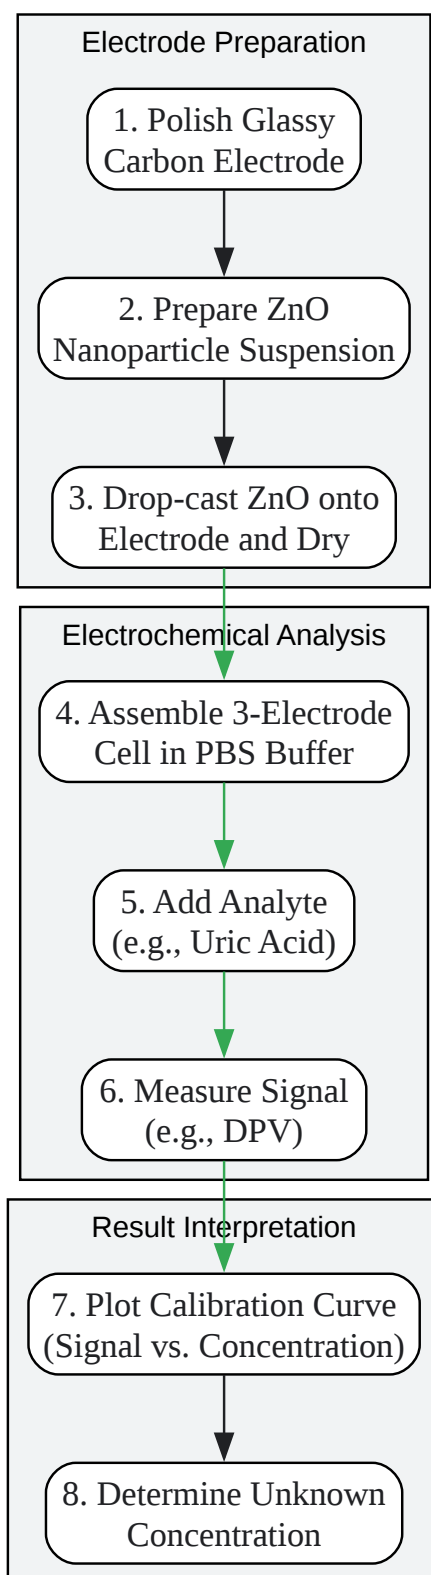 Electrode Preparation
1. Polish Glassy
Carbon Electrode
2. Prepare ZnO
Nanoparticle Suspension
3. Drop-cast ZnO onto
Electrode and Dry
Electrochemical Analysis
4. Assemble 3-Electrode
Cell in PBS Buffer
5. Add Analyte
(e.g., Uric Acid)
6. Measure Signal
(e.g., DPV)
Result Interpretation
7. Plot Calibration Curve
(Signal vs. Concentration)
8. Determine Unknown
Concentration